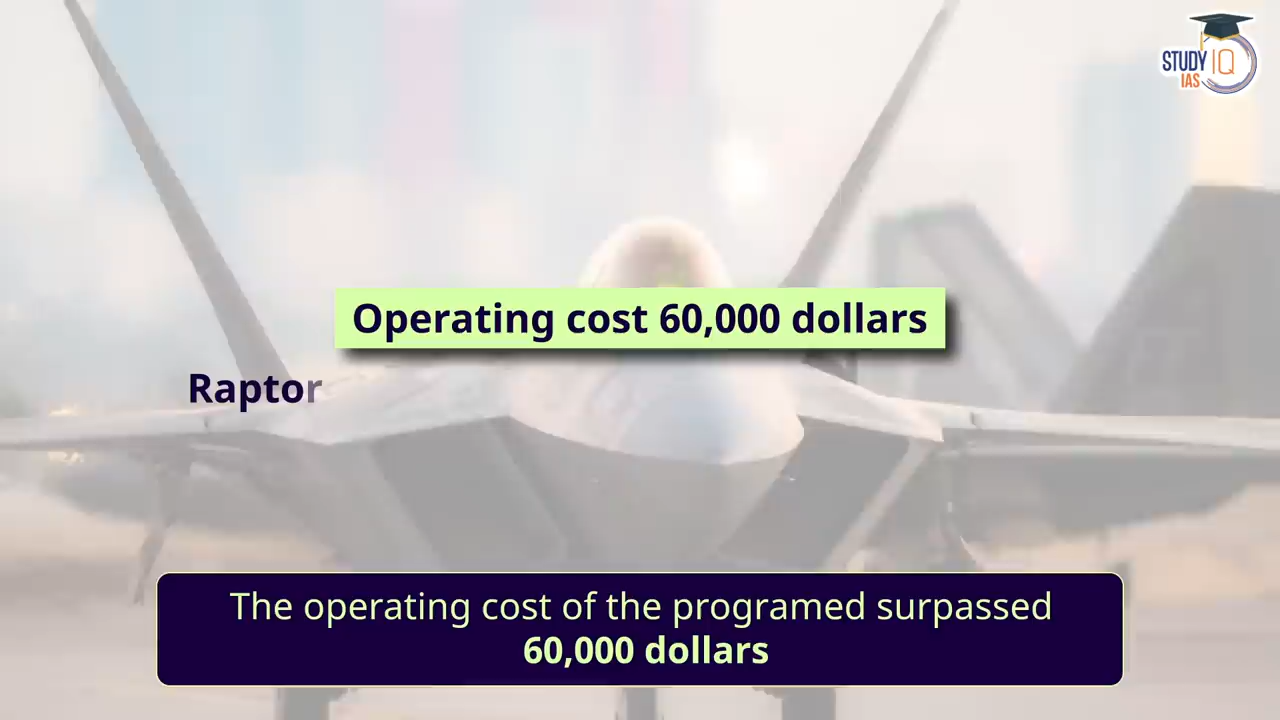 STUDY IQ
IAS
Operating cost 60,000 dollars
Raptor
The operating cost of the programed surpassed
60,000 dollars